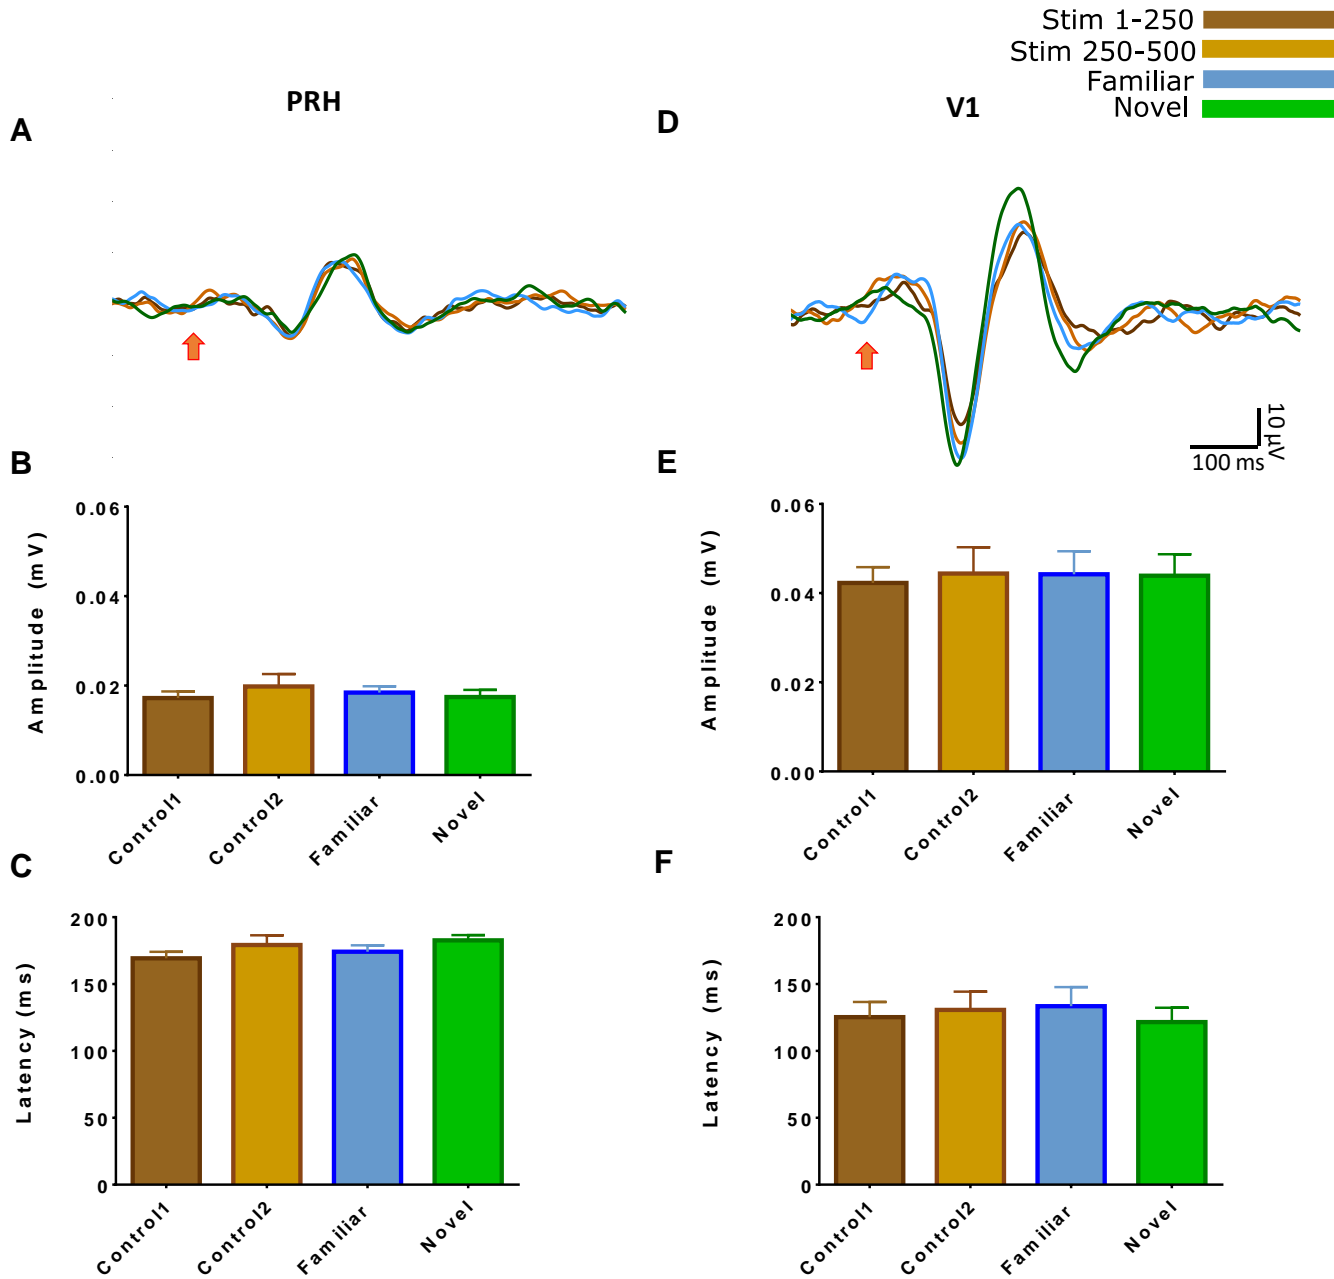 Stim 1-250
Stim 250-500
Familiar
Novel
PRH
V1
A
D
10 µV
100 ms
B
E
Amplitude (mV)
0.06
0.04
0.02
0.00
Control1
Control2
Familiar
Novel
Amplitude (mV)
0.06
0.04
0.02
0.00
Control1
Control2
Familiar
Novel
C
F
Latency (ms)
200
150
100
50
0
Control1
Control2
Familiar
Novel
Latency (ms)
200
150
100
50
0
Control1
Control2
Familiar
Novel